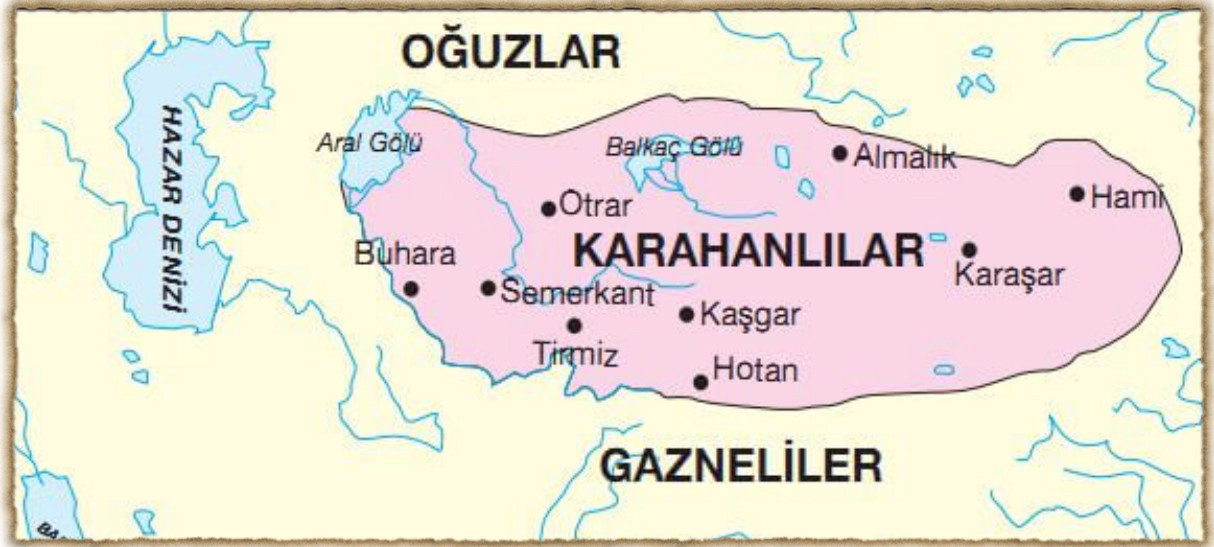 OĞUZLAR
HAZAR DENİZİ
Aral Gölü
Balkaç Gölü
Almalık
Hami
Otrar
KARAHANLILAR
Buhara
Karaşar
Semerkant
Kaşgar
Tirmiz
Hotan
GAZNELİLER